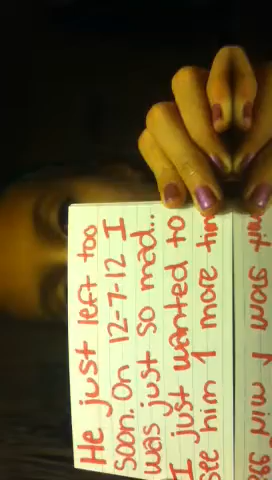 He just left too
soon. On 12-7-12 I
was just so mad...
I just wanted to
see him 1 more